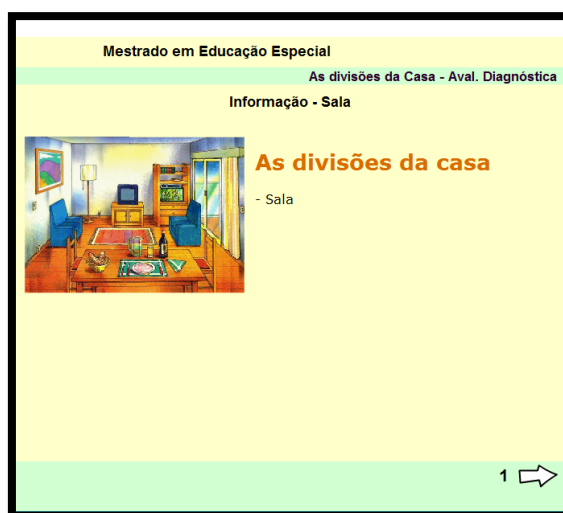 Mestrado em Educação Especial
As divisões da Casa - Aval. Diagnóstica
Informação - Sala
As divisões da casa
- Sala
1